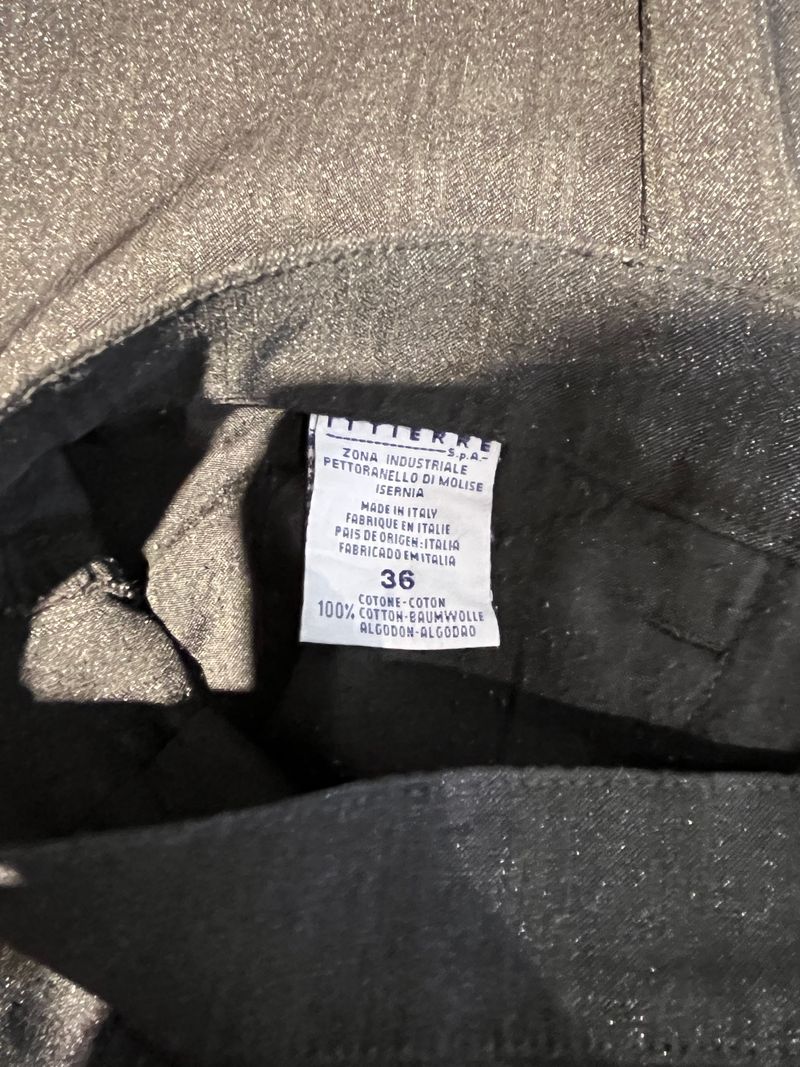 ITTIERRE
S.p.A.-
ZONA INDUSTRIALE
PETTORANELLO DI MOLISE
ISERNIA
MADE IN ITALY
FABRIQUE EN ITALIE
PAIS DE ORIGEN:ITALIA
FABRICADO EM ITALIA
36
COTONE-COTON
100% COTTON-BAUMWOLLE
ALGODON-ALGODAO